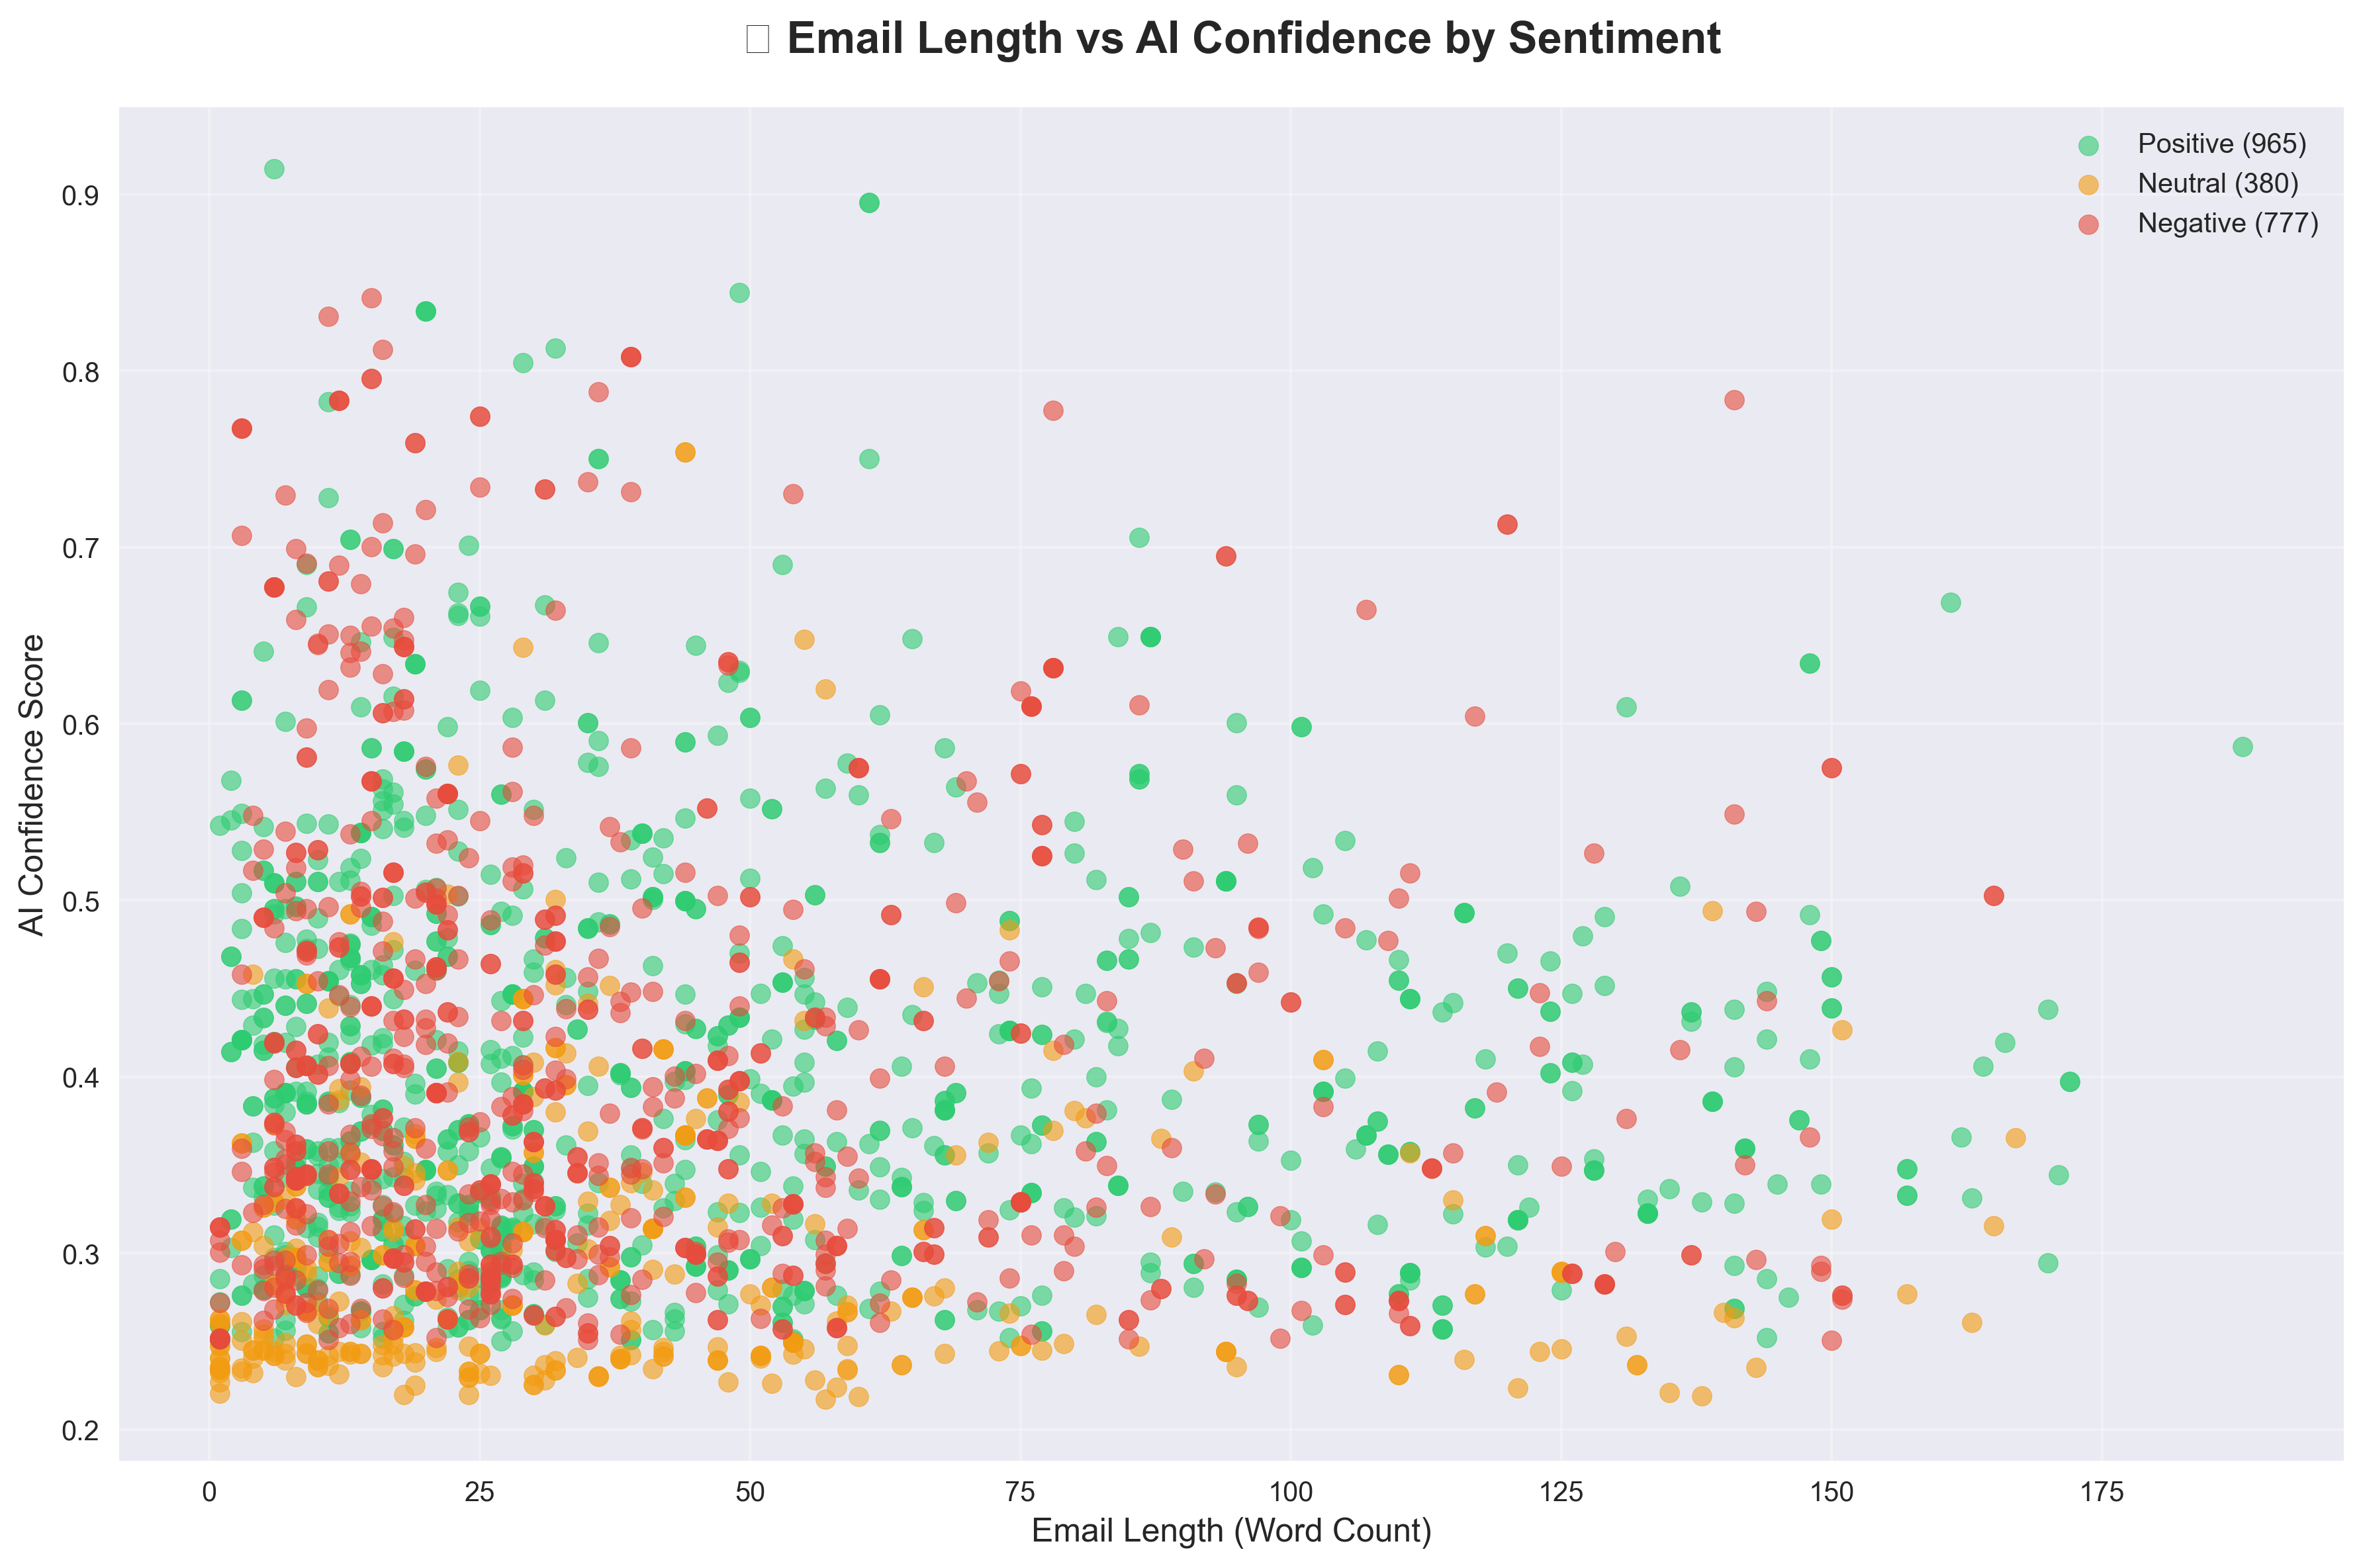 Email Length vs AI Confidence by Sentiment
Positive (965)
Neutral (380)
Negative (777)
AI Confidence Score
0.9
0.8
0.7
0.6
0.5
0.4
0.3
0.2
0 25 50 75 100 125 150 175
Email Length (Word Count)